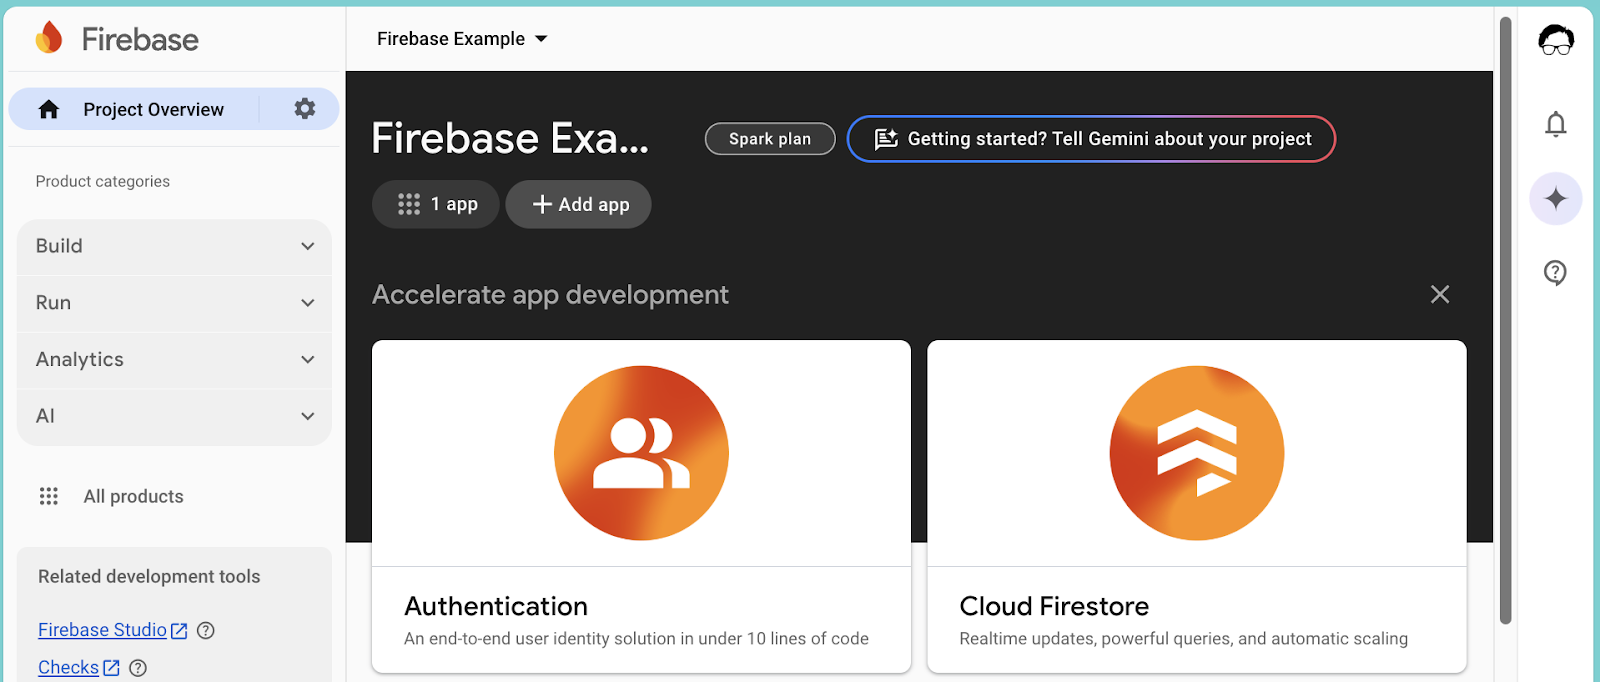 Firebase
Firebase Example
Project Overview
Product categories
Build
Run
Analytics
AI
All products
Related development tools
Firebase Studio
Checks
Firebase Exa...
Spark plan
Getting started? Tell Gemini about your project
1 app
+ Add app
Accelerate app development
Authentication
An end-to-end user identity solution in under 10 lines of code
Cloud Firestore
Realtime updates, powerful queries, and automatic scaling